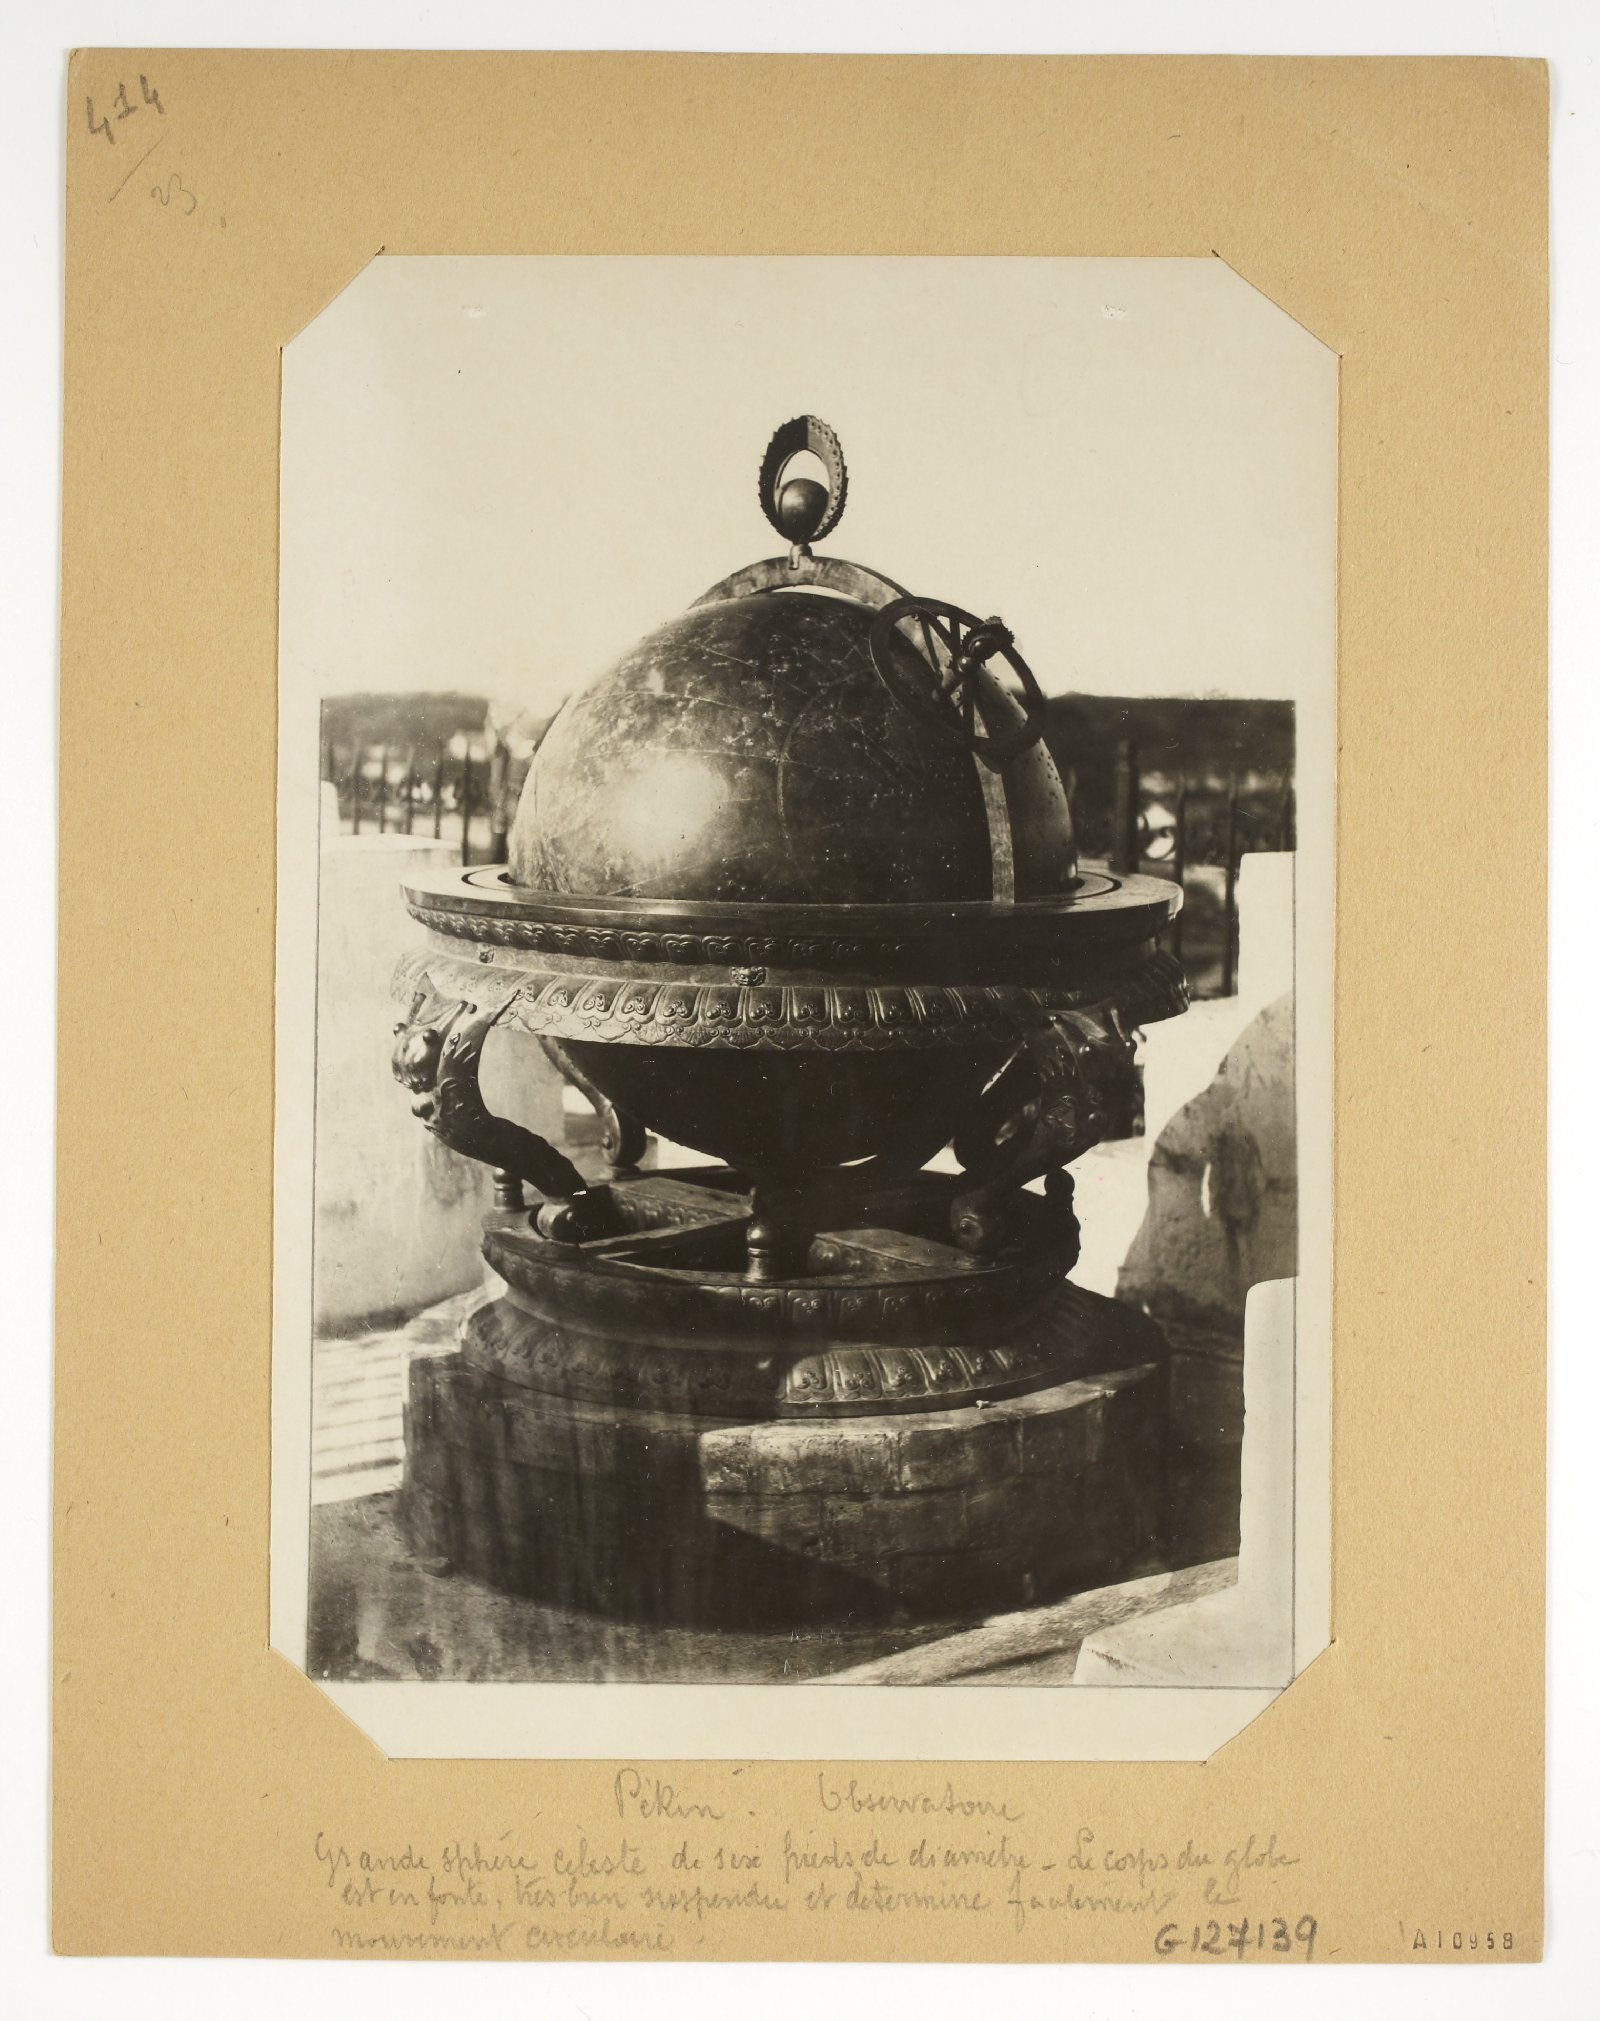 414
23
Pékin. Observatoire
Grande sphère céleste de six pieds de diamètre - Le corps du globe
est en fonte, très bien suspendue et détermine facilement le
mouvement circulaire.
G127139
A10958